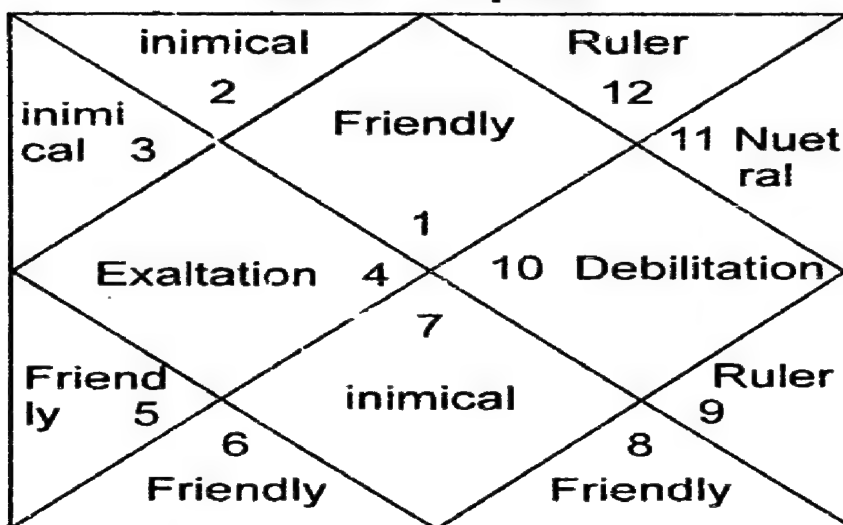 inimical
2
Ruler
12
inimi
cal 3
Friendly
1
11 Nuet
ral
Exaltation 4
10 Debilitation
7
inimical
Friend
ly 5
Ruler
9
6
Friendly
8
Friendly